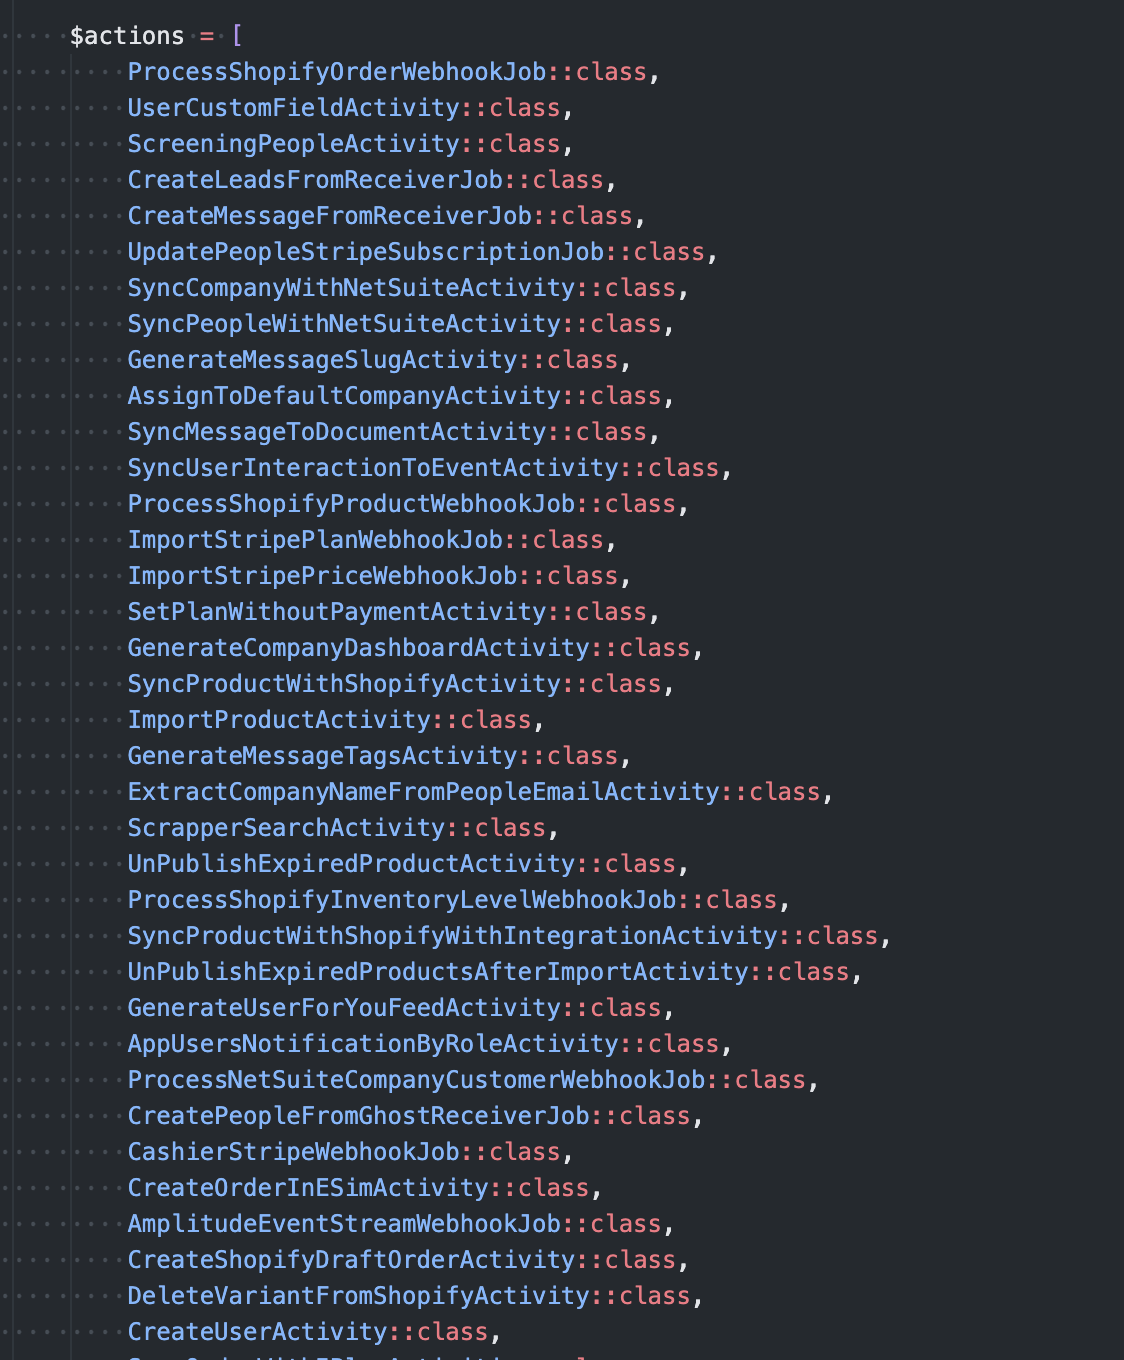 $actions = [
ProcessShopifyOrderWebhookJob::class,
UserCustomFieldActivity::class,
ScreeningPeopleActivity::class,
CreateLeadsFromReceiverJob::class,
CreateMessageFromReceiverJob::class,
UpdatePeopleStripeSubscriptionJob::class,
SyncCompanyWithNetSuiteActivity::class,
SyncPeopleWithNetSuiteActivity::class,
GenerateMessageSlugActivity::class,
AssignToDefaultCompanyActivity::class,
SyncMessageToDocumentActivity::class,
SyncUserInteractionToEventActivity::class,
ProcessShopifyProductWebhookJob::class,
ImportStripePlanWebhookJob::class,
ImportStripePriceWebhookJob::class,
SetPlanWithoutPaymentActivity::class,
GenerateCompanyDashboardActivity::class,
SyncProductWithShopifyActivity::class,
ImportProductActivity::class,
GenerateMessageTagsActivity::class,
ExtractCompanyNameFromPeopleEmailActivity::class,
ScrapperSearchActivity::class,
UnPublishExpiredProductActivity::class,
ProcessShopifyInventoryLevelWebhookJob::class,
SyncProductWithShopifyWithIntegrationActivity::class,
UnPublishExpiredProductsAfterImportActivity::class,
GenerateUserForYouFeedActivity::class,
AppUsersNotificationByRoleActivity::class,
ProcessNetSuiteCompanyCustomerWebhookJob::class,
CreatePeopleFromGhostReceiverJob::class,
CashierStripeWebhookJob::class,
CreateOrderInESimActivity::class,
AmplitudeEventStreamWebhookJob::class,
CreateShopifyDraftOrderActivity::class,
DeleteVariantFromShopifyActivity::class,
CreateUserActivity::class,